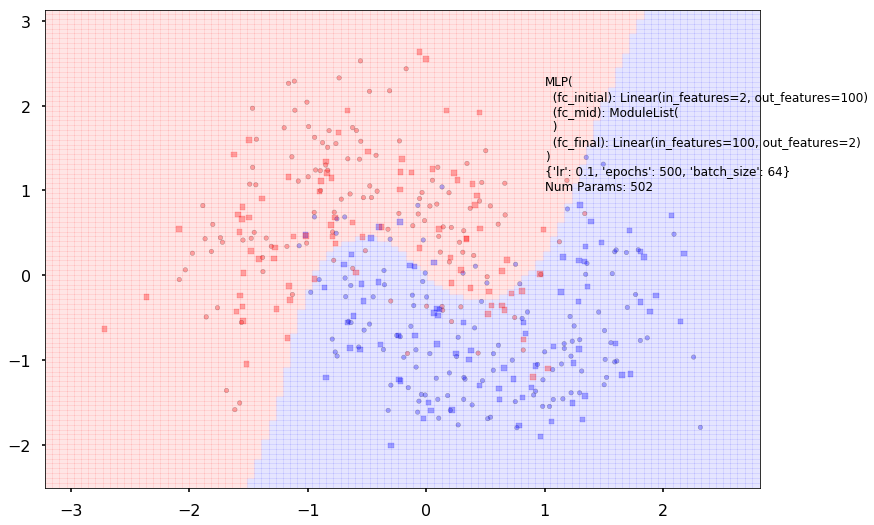 3
2
1
0
−1
−2
−3
−2
−1
0
1
2
MLP(
(fc_initial): Linear(in_features=2, out_features=100)
(fc_mid): ModuleList(
)
(fc_final): Linear(in_features=100, out_features=2)
)
{'lr': 0.1, 'epochs': 500, 'batch_size': 64}
Num Params: 502